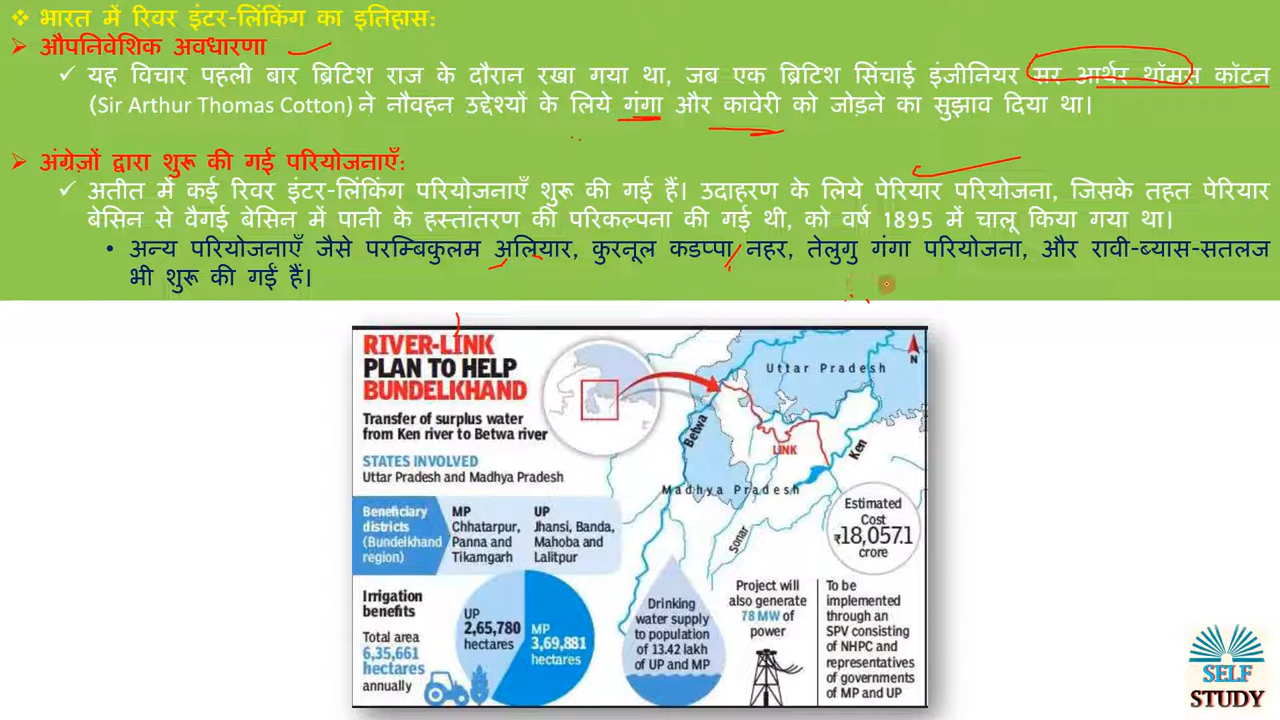 ❖ भारत में रिवर इंटर-लिंकिंग का इतिहास:
➢ औपनिवेशिक अवधारणा
✓ यह विचार पहली बार ब्रिटिश राज के दौरान रखा गया था, जब एक ब्रिटिश सिंचाई इंजीनियर सर आर्थर थॉमस कॉटन
(Sir Arthur Thomas Cotton) ने नौवहन उद्देश्यों के लिये गंगा और कावेरी को जोड़ने का सुझाव दिया था।
➢ अंग्रेज़ों द्वारा शुरू की गई परियोजनाएँ:
✓ अतीत में कई रिवर इंटर-लिंकिंग परियोजनाएँ शुरू की गई हैं। उदाहरण के लिये पेरियार परियोजना, जिसके तहत पेरियार
बेसिन से वैगई बेसिन में पानी के हस्तांतरण की परिकल्पना की गई थी, को वर्ष 1895 में चालू किया गया था।
• अन्य परियोजनाएँ जैसे परम्बिकुलम अलियार, कुरनूल कडप्पा नहर, तेलुगु गंगा परियोजना, और रावी-ब्यास-सतलज
भी शुरू की गईं हैं।
RIVER-LINK
PLAN TO HELP
BUNDELKHAND
Transfer of surplus water
from Ken river to Betwa river
STATES INVOLVED
Uttar Pradesh and Madhya Pradesh
Beneficiary
districts
(Bundelkhand
region)
MP
Chhatarpur,
Panna and
Tikamgarh
UP
Jhansi, Banda,
Mahoba and
Lalitpur
Irrigation
benefits
Total area
6,35,661
hectares
annually
UP
2,65,780
hectares
MP
3,69,881
hectares
Uttar Pradesh
N
Betwa
LINK
Ken
Madhya Pradesh
Sonar
Estimated
Cost
₹18,057.1
crore
Drinking
water supply
to population
of 13.42 lakh
of UP and MP
Project will
also generate
78 MW of
power
To be
implemented
through an
SPV consisting
of NHPC and
representatives
of governments
of MP and UP
SELF
STUDY